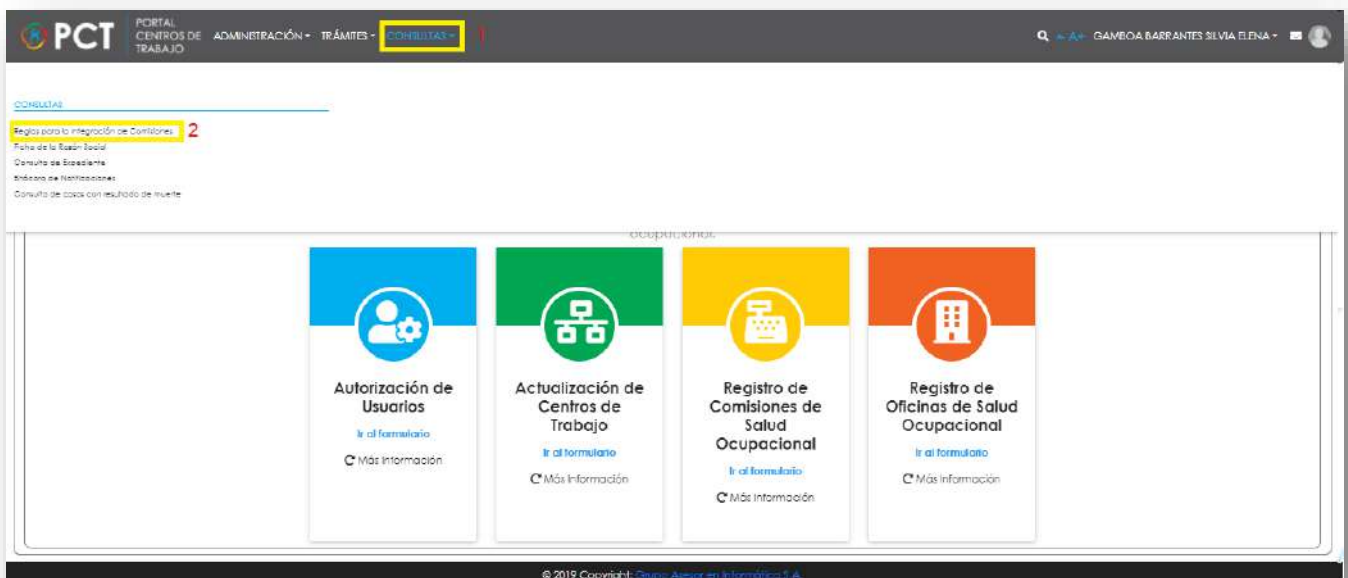 PCT
PORTAL
CENTROS DE
TRABAJO
ADMINISTRACIÓN
TRÁMITES
CONSULTAS
1
A+
GAMBOA BARRANTES SILVIA ELENA
CONSULTAS
Reglas para la integración de Comisiones
2
Ficha de la Razón Social
Consulta de Expediente
Bitácora de Notificaciones
Consulta de casos con resultado de muerte
ocupacional.
Autorización de
Usuarios
Ir al formulario
Más Información
Actualización de
Centros de
Trabajo
Ir al formulario
Más Información
Registro de
Comisiones de
Salud
Ocupacional
Ir al formulario
Más Información
Registro de
Oficinas de Salud
Ocupacional
Ir al formulario
Más Información
© 2019 Copyright: Grupo Asesor en Informática S.A.